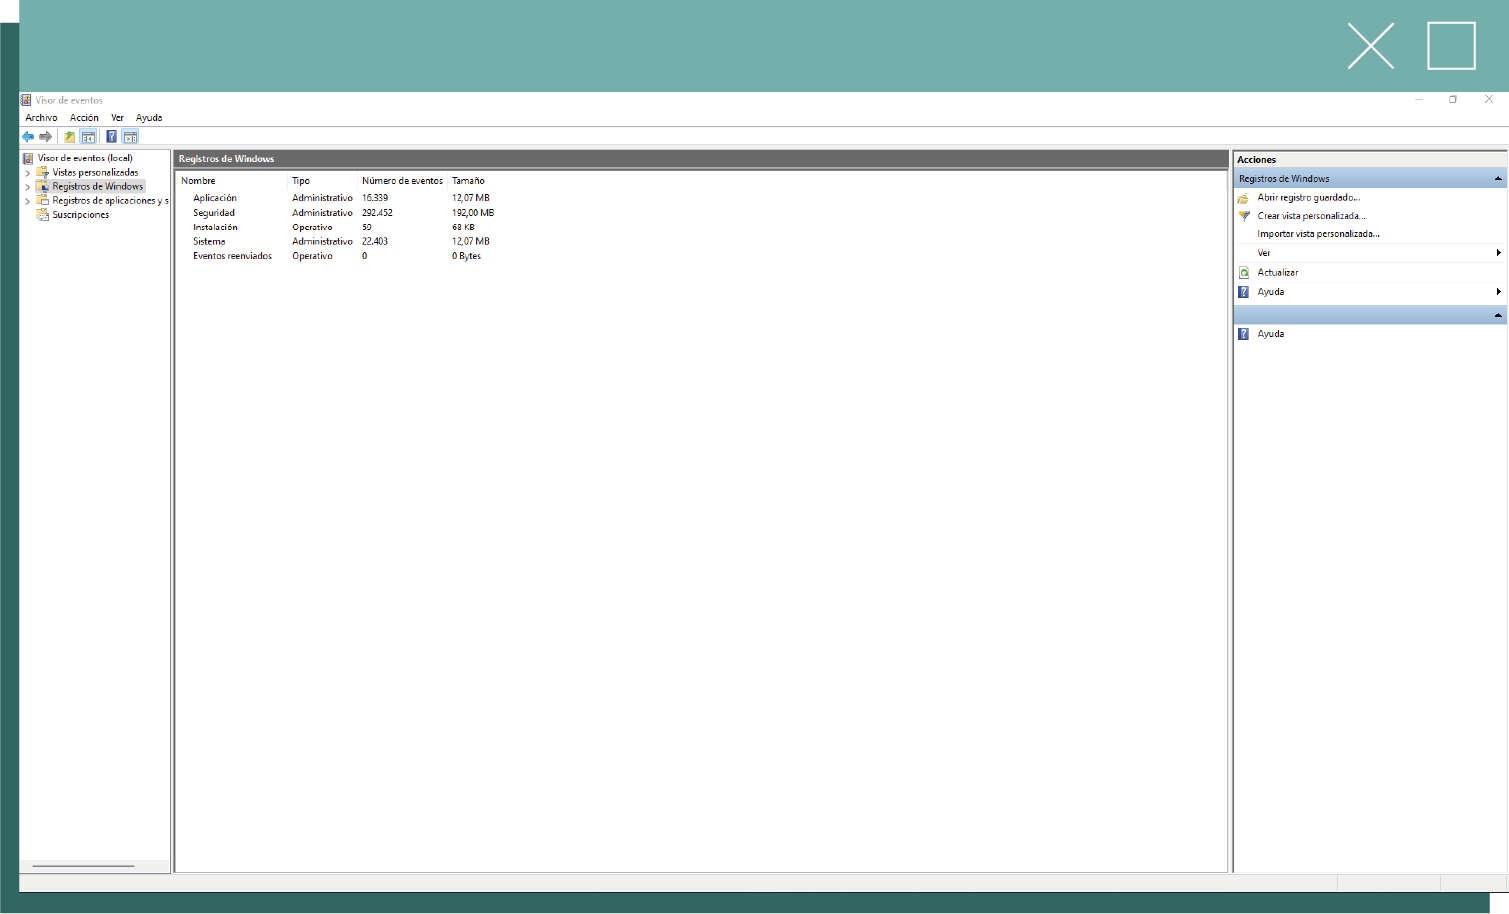 Visor de eventos
Archivo Acción Ver Ayuda
Visor de eventos (local)
Vistas personalizadas
Registros de Windows
Registros de aplicaciones y s
Suscripciones
Registros de Windows
Nombre Tipo Número de eventos Tamaño
Aplicación Administrativo 16.339 12,07 MB
Seguridad Administrativo 292.452 192,00 MB
Instalación Operativo 59 68 KB
Sistema Administrativo 22.403 12,07 MB
Eventos reenviados Operativo 0 0 Bytes
Acciones
Registros de Windows
Abrir registro guardado...
Crear vista personalizada...
Importar vista personalizada...
Ver
Actualizar
Ayuda
Ayuda